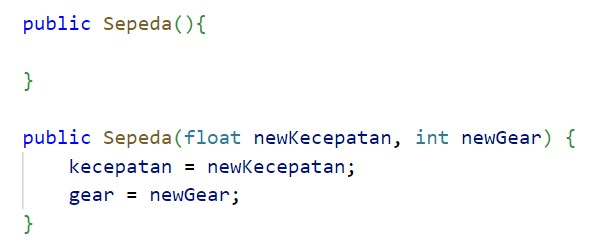 public Sepeda(){
}
public Sepeda(float newKecepatan, int newGear) {
kecepatan = newKecepatan;
gear = newGear;
}